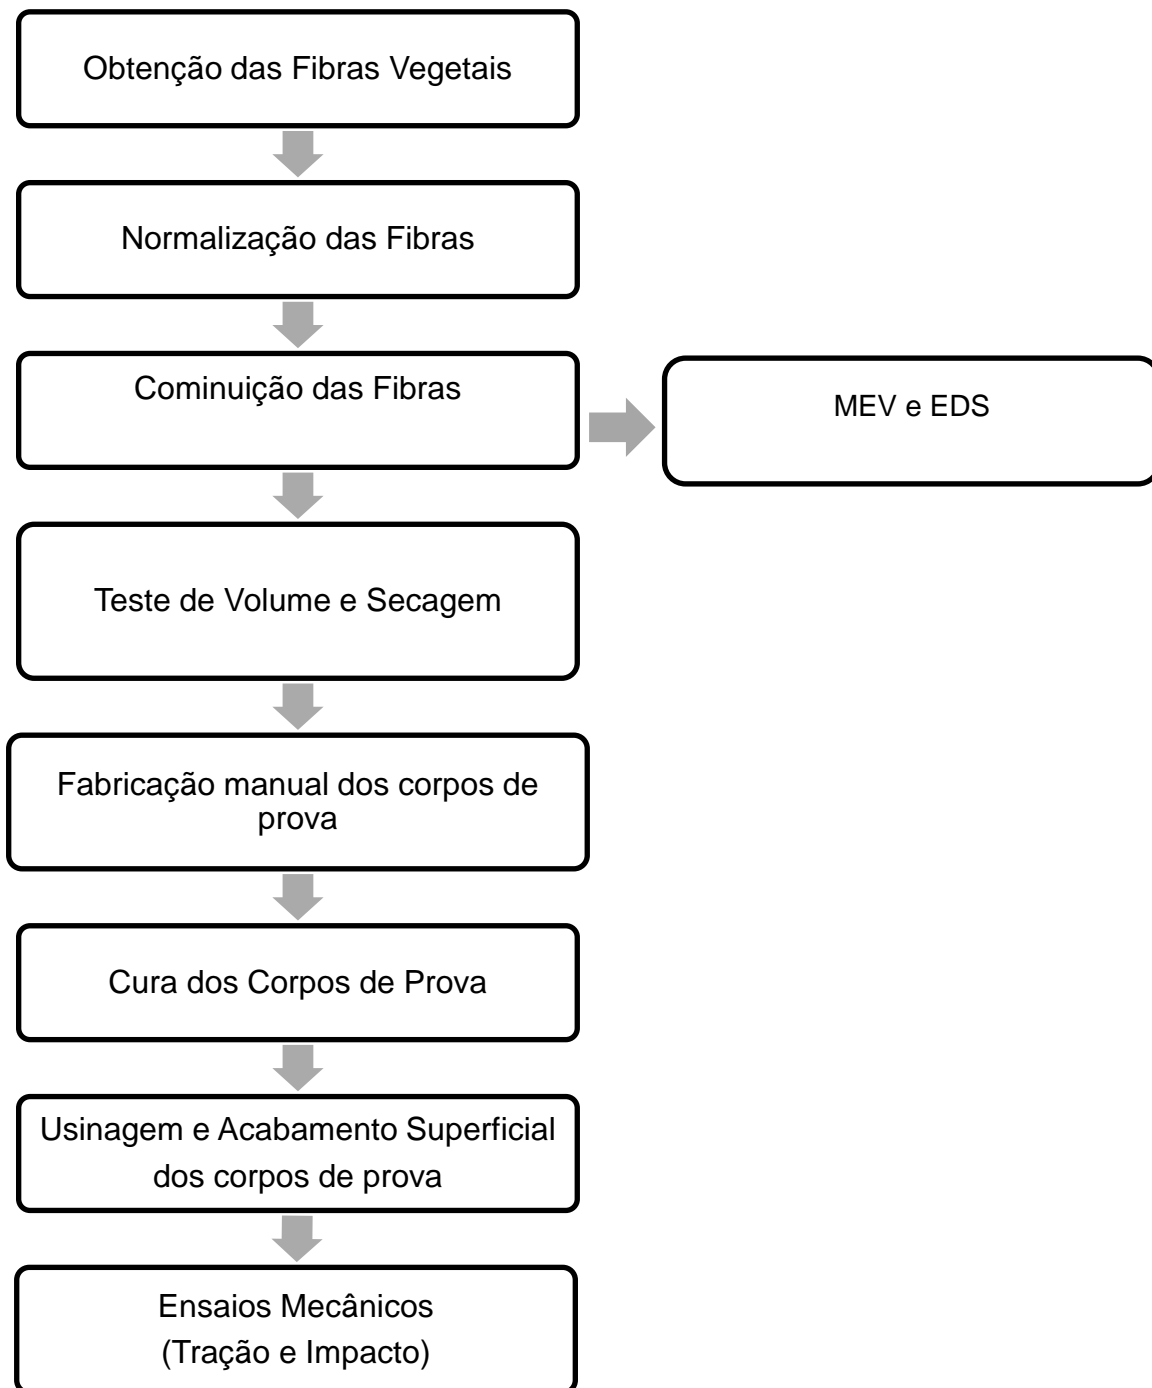 Obtenção das Fibras Vegetais
Normalização das Fibras
Cominuição das Fibras
MEV e EDS
Teste de Volume e Secagem
Fabricação manual dos corpos de
prova
Cura dos Corpos de Prova
Usinagem e Acabamento Superficial
dos corpos de prova
Ensaios Mecânicos
(Tração e Impacto)